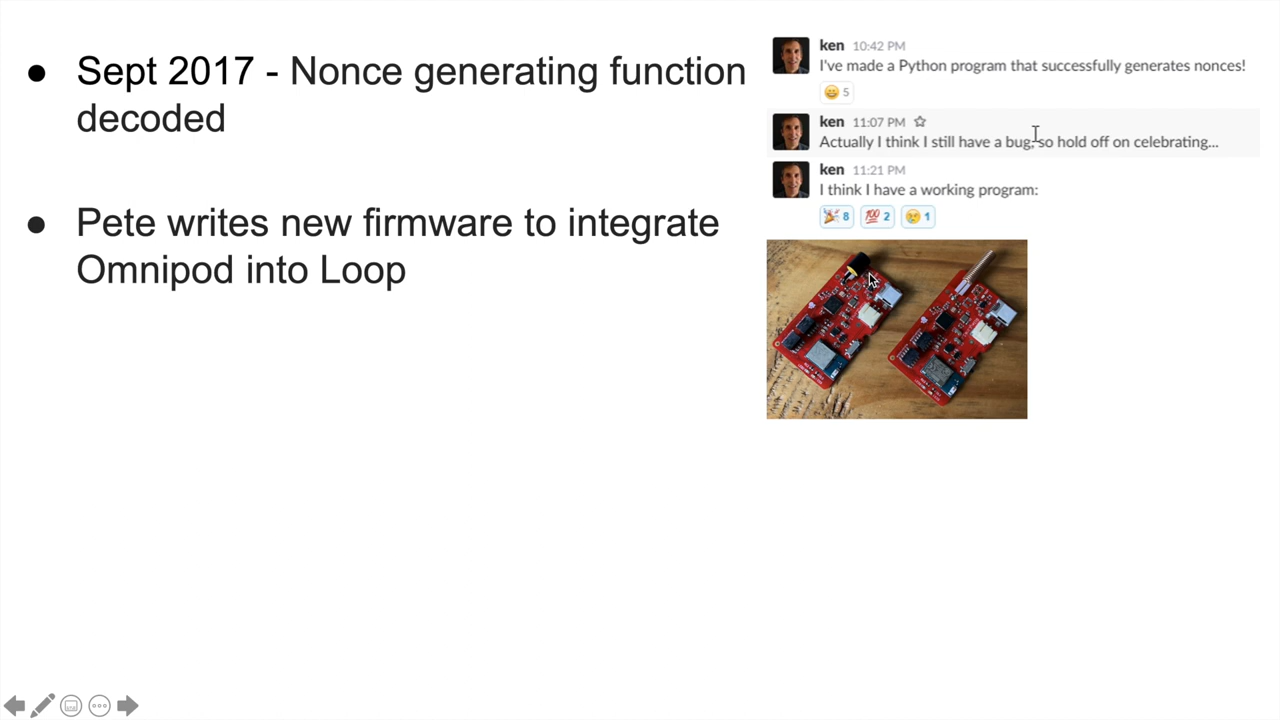 ● Sept 2017 - Nonce generating function
decoded
● Pete writes new firmware to integrate
Omnipod into Loop
ken 10:42 PM
I've made a Python program that successfully generates nonces!
😄 5
ken 11:07 PM ☆
Actually I think I still have a bug, so hold off on celebrating...
ken 11:21 PM
I think I have a working program:
🎉 8 💯 2 😢 1